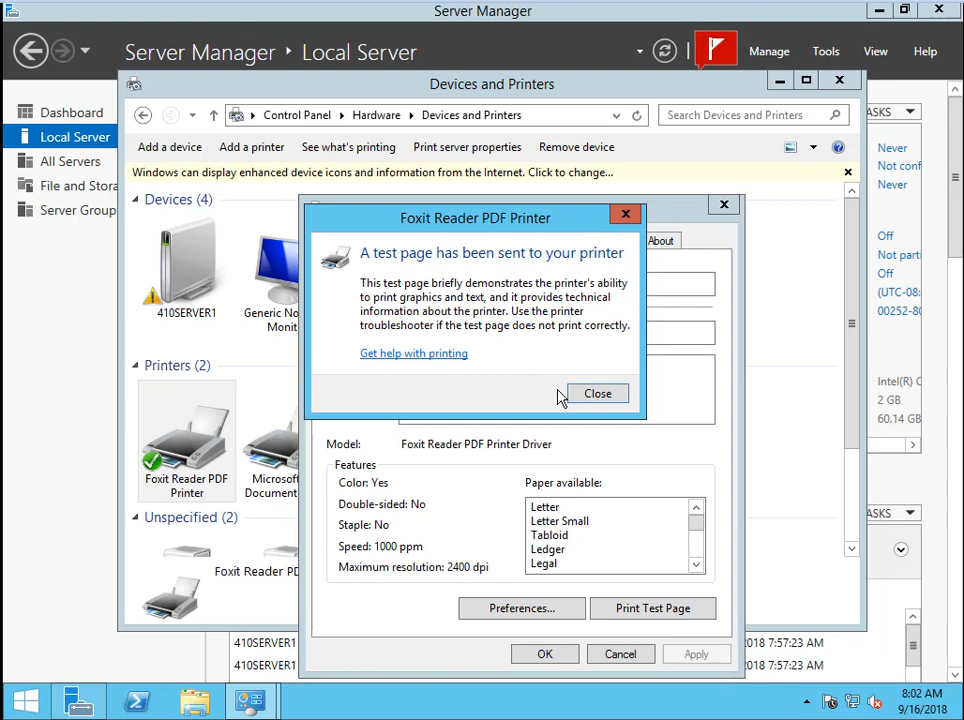 Server Manager
Server Manager ‣ Local Server
Manage Tools View Help
Dashboard
Local Server
All Servers
File and Stora
Server Group
Devices and Printers
Control Panel ▸ Hardware ▸ Devices and Printers
Search Devices and Printers
Add a device Add a printer See what's printing Print server properties Remove device
Windows can display enhanced device icons and information from the Internet. Click to change...
Devices (4)
410SERVER1
Generic No
Monit
Printers (2)
Foxit Reader PDF
Printer
Microsof
Document
Unspecified (2)
Foxit Reader PD
About
Foxit Reader PDF Printer
A test page has been sent to your printer
This test page briefly demonstrates the printer's ability
to print graphics and text, and it provides technical
information about the printer. Use the printer
troubleshooter if the test page does not print correctly.
Get help with printing
Close
Model: Foxit Reader PDF Printer Driver
Features
Color: Yes
Double-sided: No
Staple: No
Speed: 1000 ppm
Maximum resolution: 2400 dpi
Paper available:
Letter
Letter Small
Tabloid
Ledger
Legal
Preferences... Print Test Page
OK Cancel Apply
ASKS
Never
Not conf
Never
Off
Not parti
Off
(UTC-08:
00252-80
Intel(R) C
2 GB
60.14 GB
ASKS
410SERVER1
018 7:57:23 AM
410SERVER1
018 7:57:23 AM
8:02 AM
9/16/2018